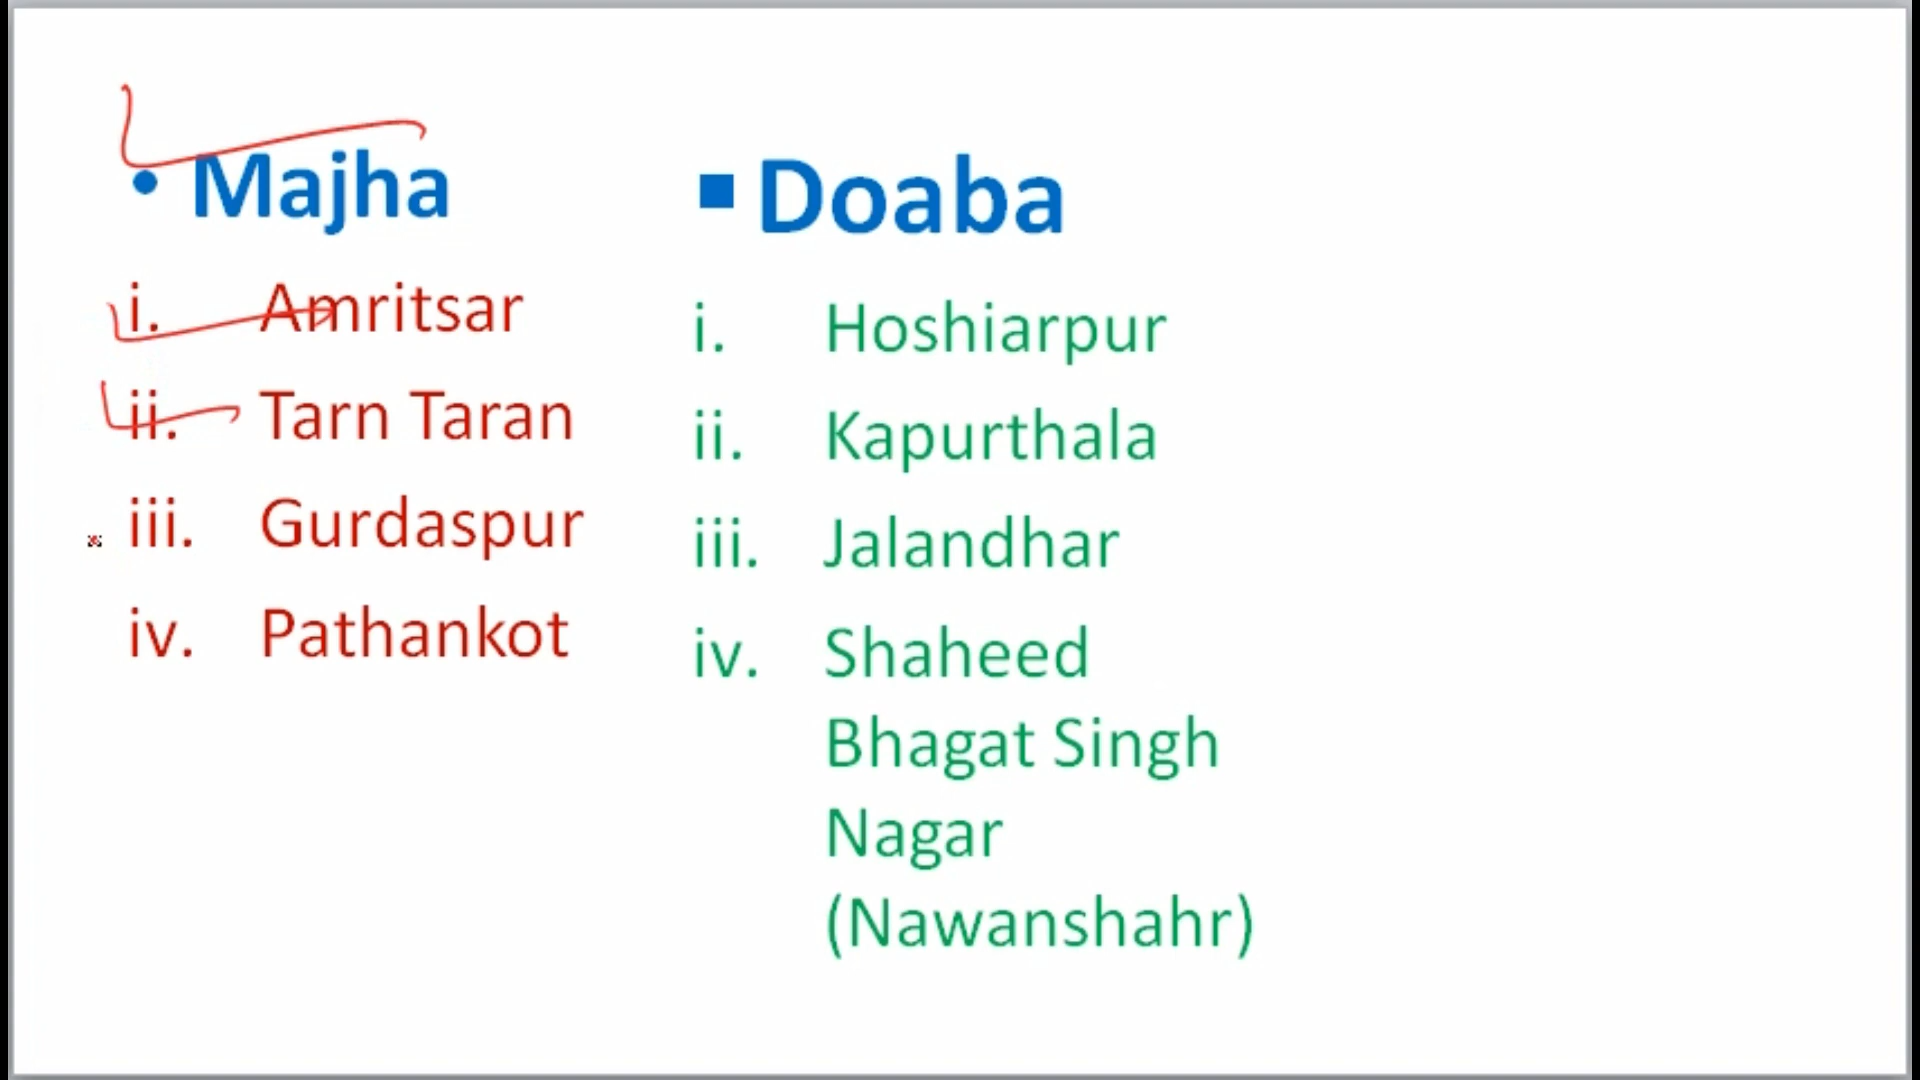 • Majha
i. Amritsar
ii. Tarn Taran
iii. Gurdaspur
iv. Pathankot
▪ Doaba
i. Hoshiarpur
ii. Kapurthala
iii. Jalandhar
iv. Shaheed
Bhagat Singh
Nagar
(Nawanshahr)